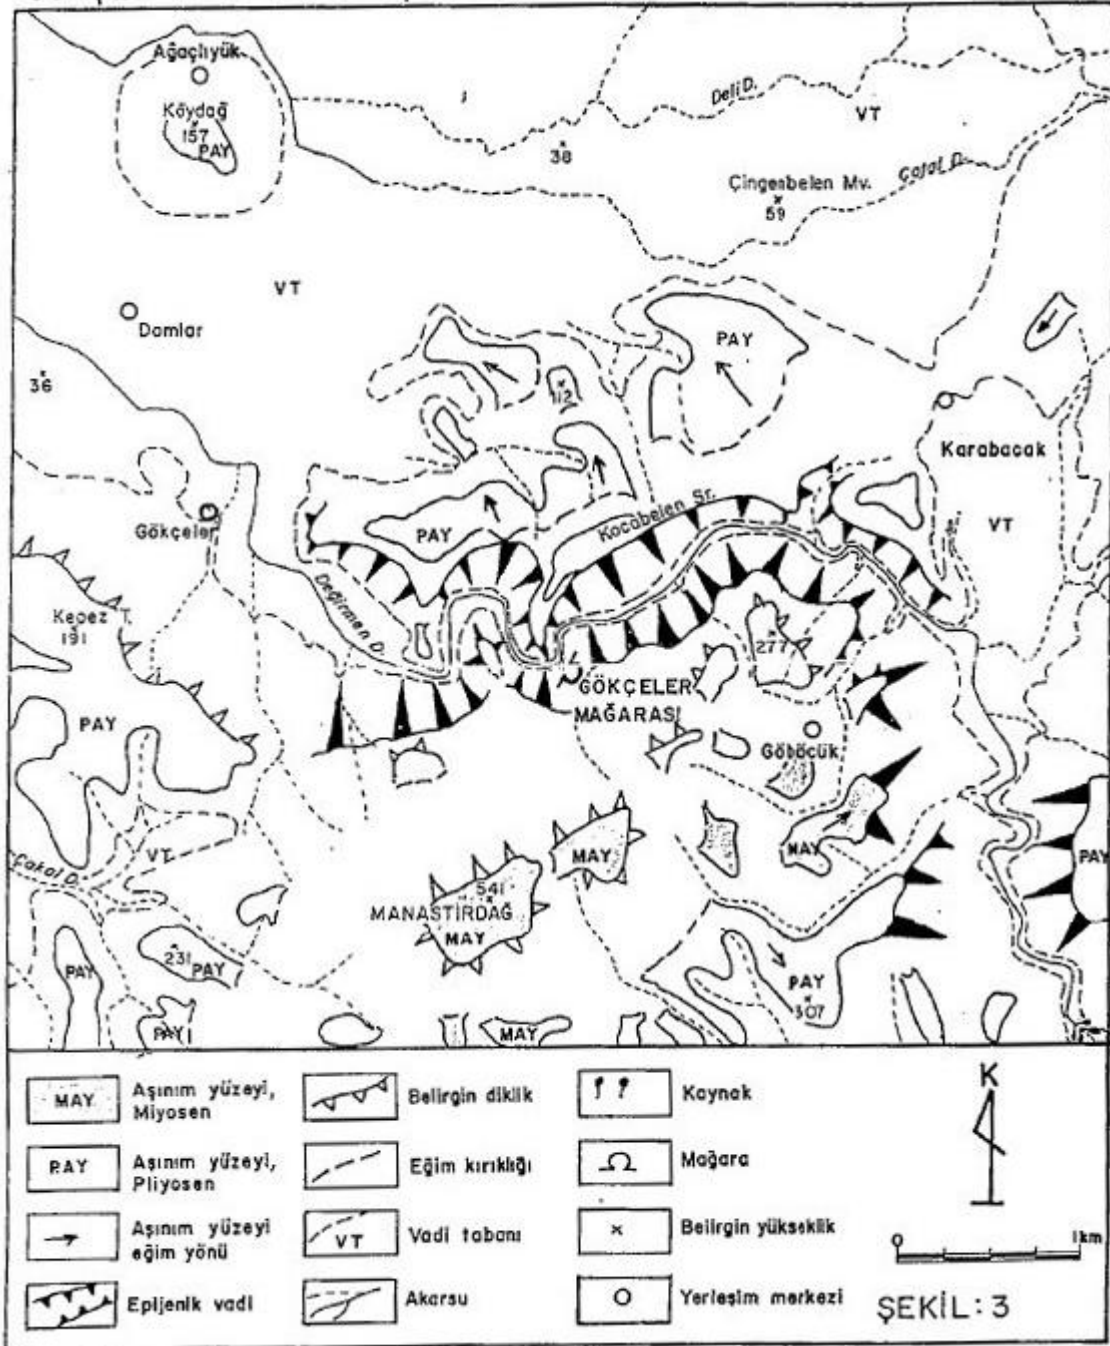 Ağaçlıyük
Köydağ
157
PAY
Deli D.
VT
38
Çatal D.
Çingenbelen Mv.
59
VT
Damlar
PAY
36
112
Karabacak
Kocabelen Sr.
VT
Gökçeler
PAY
Değirmen D.
Kepez T.
191
277
GÖKÇELER
MAĞARASI
PAY
Göbücük
VT
MAY
MAY
PAY
Çakal D.
541
MANASTIRDAĞ
MAY
231
PAY
PAY
PAY
307
PAY
MAY
MAY
Aşınım yüzeyi,
Miyosen
PAY
Aşınım yüzeyi,
Pliyosen
Aşınım yüzeyi
eğim yönü
Epijenik vadi
Belirgin diklik
Eğim kırıklığı
VT
Vadi tabanı
Akarsu
Kaynak
Mağara
Belirgin yükseklik
Yerleşim merkezi
K
0
1km
ŞEKİL: 3